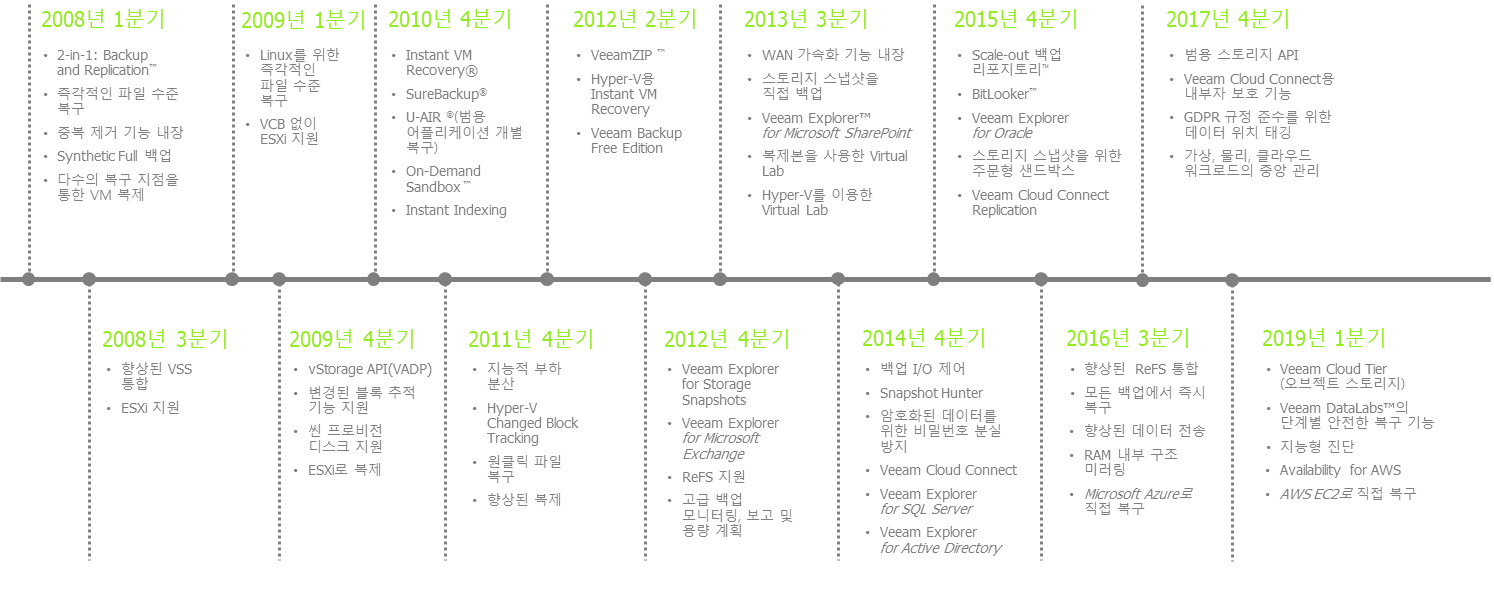 2008년 1분기
• 2-in-1: Backup
and Replication™
• 즉각적인 파일 수준
복구
• 중복 제거 기능 내장
• Synthetic Full 백업
• 다수의 복구 지점을
통한 VM 복제
2009년 1분기
• Linux를 위한
즉각적인
파일 수준
복구
• VCB 없이
ESXi 지원
2010년 4분기
• Instant VM
Recovery®
• SureBackup®
• U-AIR ®(범용
어플리케이션 개별
복구)
• On-Demand
Sandbox™
• Instant Indexing
2012년 2분기
• VeeamZIP ™
• Hyper-V용
Instant VM
Recovery
• Veeam Backup
Free Edition
2013년 3분기
• WAN 가속화 기능 내장
• 스토리지 스냅샷을
직접 백업
• Veeam Explorer™
for Microsoft SharePoint
• 복제본을 사용한 Virtual
Lab
• Hyper-V를 이용한
Virtual Lab
2015년 4분기
• Scale-out 백업
리포지토리™
• BitLooker™
• Veeam Explorer
for Oracle
• 스토리지 스냅샷을 위한
주문형 샌드박스
• Veeam Cloud Connect
Replication
2017년 4분기
• 범용 스토리지 API
• Veeam Cloud Connect용
내부자 보호 기능
• GDPR 규정 준수를 위한
데이터 위치 태깅
• 가상, 물리, 클라우드
워크로드의 중앙 관리
2008년 3분기
• 향상된 VSS
통합
• ESXi 지원
2009년 4분기
• vStorage API(VADP)
• 변경된 블록 추적
기능 지원
• 씬 프로비전
디스크 지원
• ESXi로 복제
2011년 4분기
• 지능적 부하
분산
• Hyper-V
Changed Block
Tracking
• 원클릭 파일
복구
• 향상된 복제
2012년 4분기
• Veeam Explorer
for Storage
Snapshots
• Veeam Explorer
for Microsoft
Exchange
• ReFS 지원
• 고급 백업
모니터링, 보고 및
용량 계획
2014년 4분기
• 백업 I/O 제어
• Snapshot Hunter
• 암호화된 데이터를
위한 비밀번호 분실
방지
• Veeam Cloud Connect
• Veeam Explorer
for SQL Server
• Veeam Explorer
for Active Directory
2016년 3분기
• 향상된 ReFS 통합
• 모든 백업에서 즉시
복구
• 향상된 데이터 전송
• RAM 내부 구조
미러링
• Microsoft Azure로
직접 복구
2019년 1분기
• Veeam Cloud Tier
(오브젝트 스토리지)
• Veeam DataLabs™의
단계별 안전한 복구 기능
• 지능형 진단
• Availability for AWS
• AWS EC2로 직접 복구